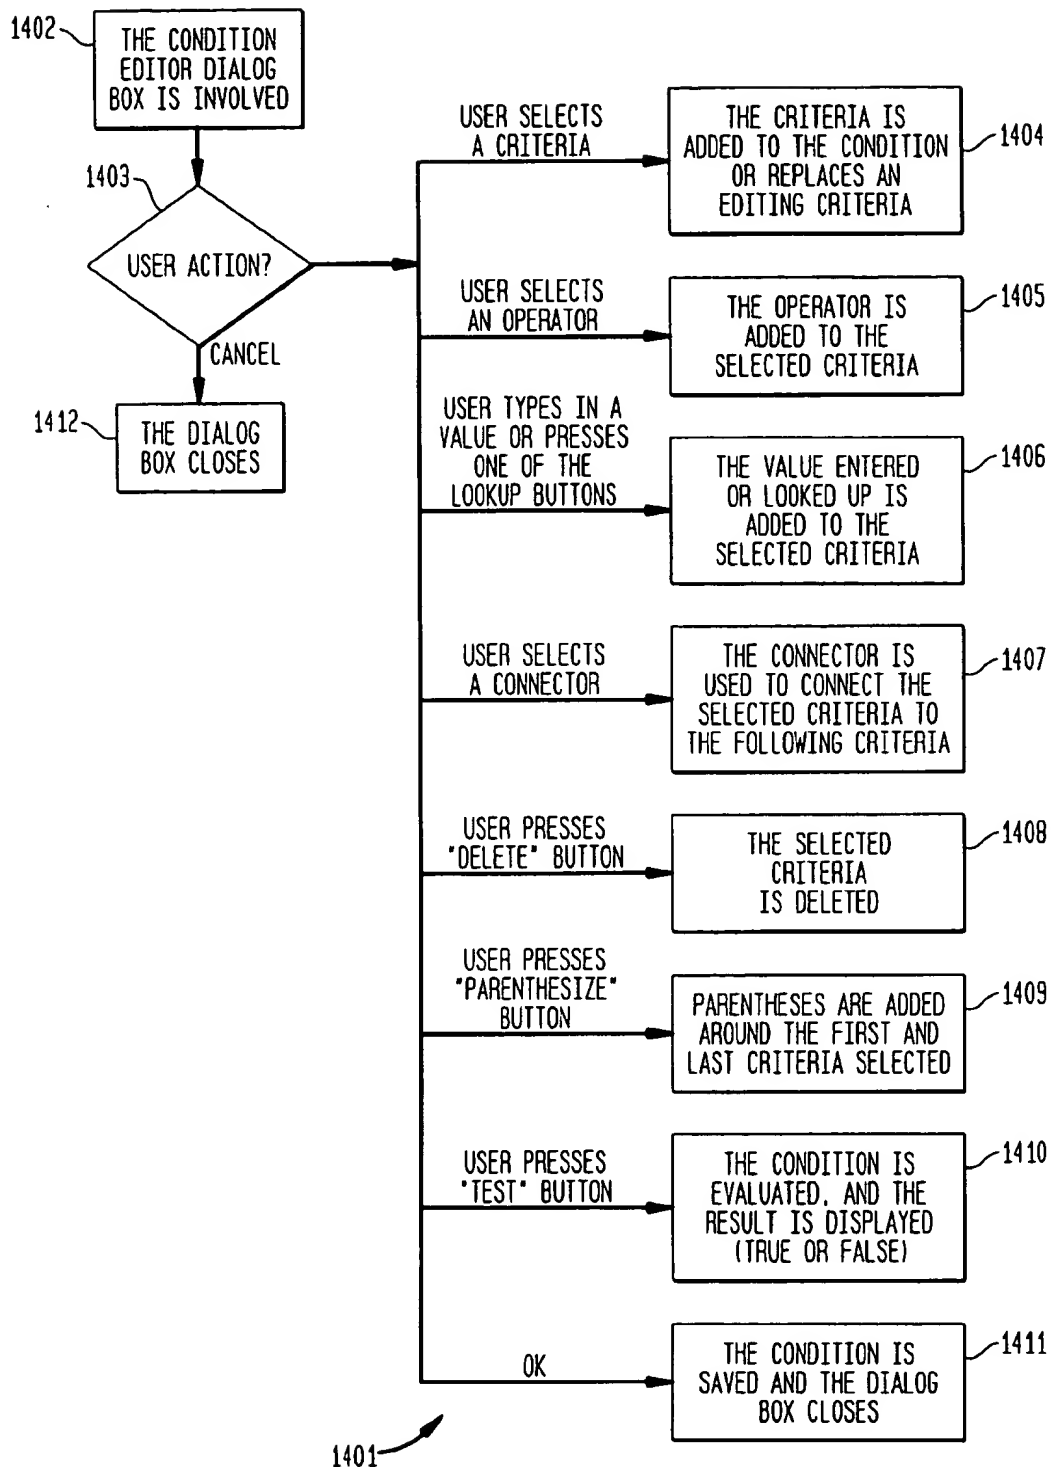 1402
THE CONDITION
EDITOR DIALOG
BOX IS INVOLVED
1403
USER ACTION?
CANCEL
1412
THE DIALOG
BOX CLOSES
USER SELECTS
A CRITERIA
THE CRITERIA IS
ADDED TO THE CONDITION
OR REPLACES AN
EDITING CRITERIA
1404
USER SELECTS
AN OPERATOR
THE OPERATOR IS
ADDED TO THE
SELECTED CRITERIA
1405
USER TYPES IN A
VALUE OR PRESSES
ONE OF THE
LOOKUP BUTTONS
THE VALUE ENTERED
OR LOOKED UP IS
ADDED TO THE
SELECTED CRITERIA
1406
USER SELECTS
A CONNECTOR
THE CONNECTOR IS
USED TO CONNECT THE
SELECTED CRITERIA TO
THE FOLLOWING CRITERIA
1407
USER PRESSES
"DELETE" BUTTON
THE SELECTED
CRITERIA
IS DELETED
1408
USER PRESSES
"PARENTHESIZE"
BUTTON
PARENTHESES ARE ADDED
AROUND THE FIRST AND
LAST CRITERIA SELECTED
1409
USER PRESSES
"TEST" BUTTON
THE CONDITION IS
EVALUATED, AND THE
RESULT IS DISPLAYED
(TRUE OR FALSE)
1410
OK
THE CONDITION IS
SAVED AND THE DIALOG
BOX CLOSES
1411
1401